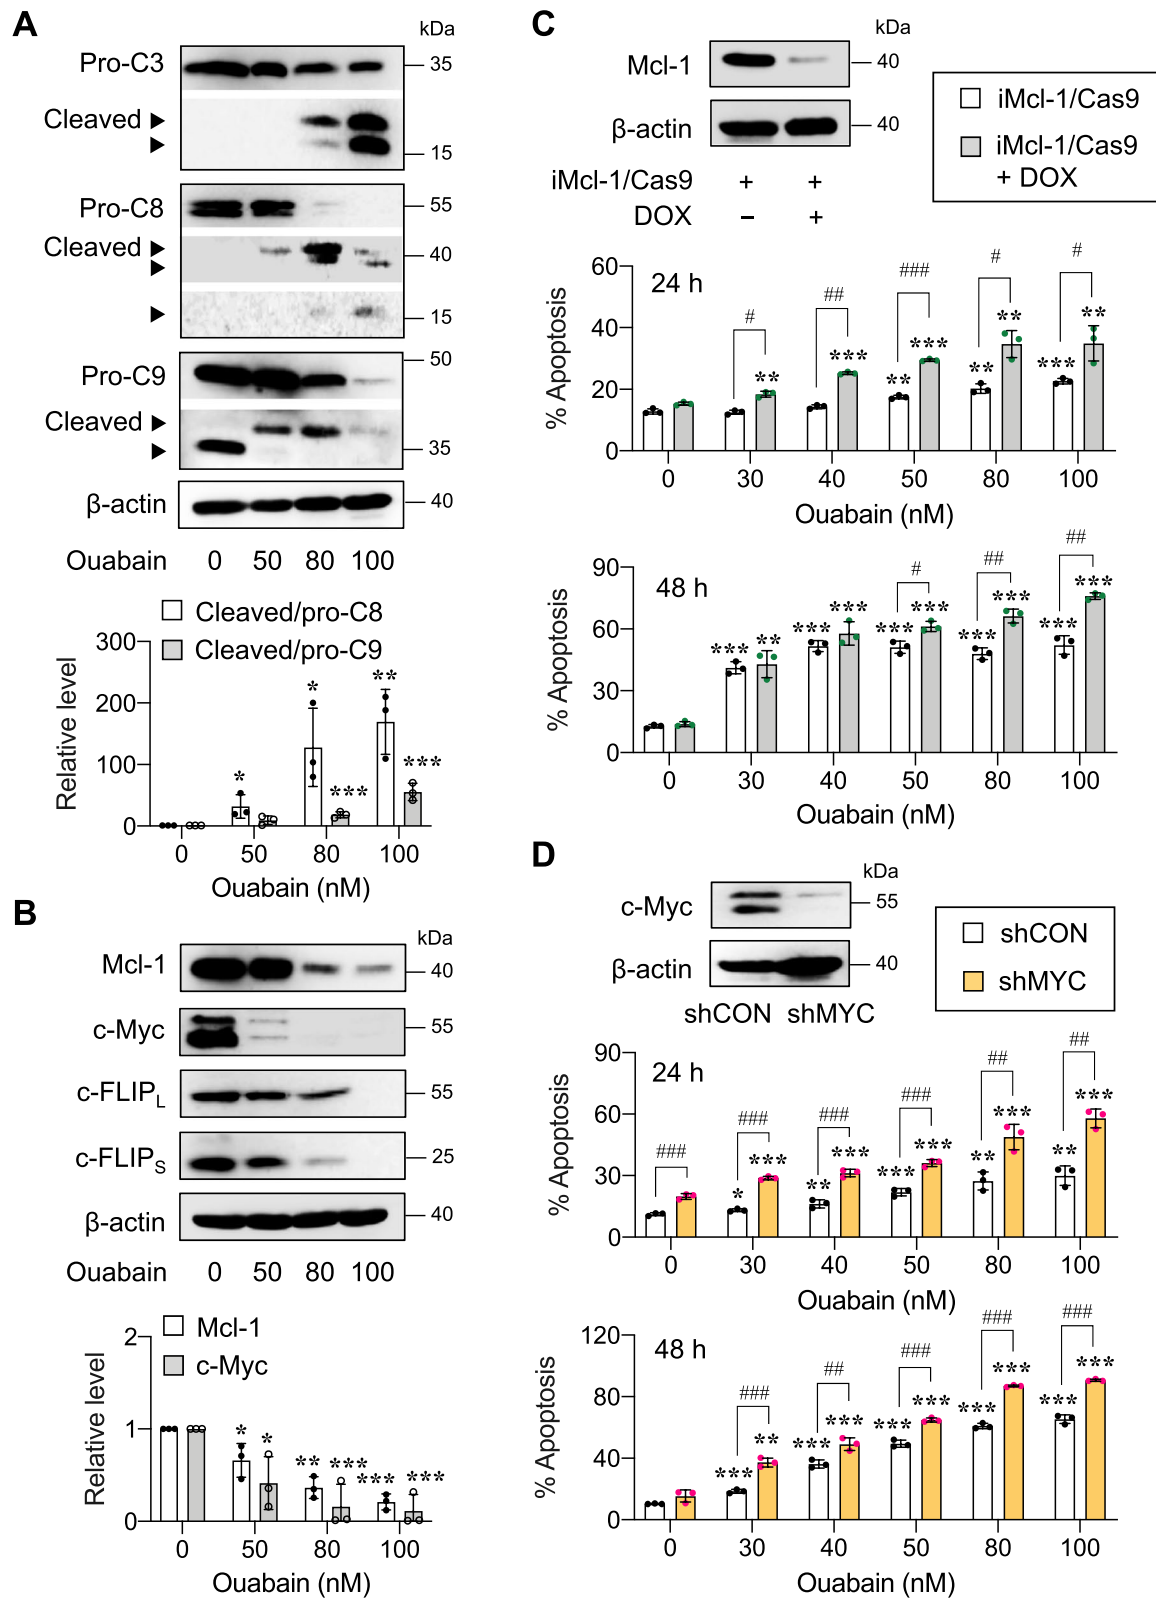 A
kDa
Pro-C3
35
Cleaved
15
Pro-C8
55
Cleaved
40
15
50
Pro-C9
Cleaved
35
β-actin
40
Ouabain 0 50 80 100
Cleaved/pro-C8
Cleaved/pro-C9
Relative level
300
200
100
0
* * ** *** ***
0 50 80 100
Ouabain (nM)
B
kDa
Mcl-1
40
c-Myc
55
c-FLIPL
55
c-FLIPS
25
β-actin
40
Ouabain 0 50 80 100
Mcl-1
c-Myc
Relative level
2
1
0
* * ** *** *** ***
0 50 80 100
Ouabain (nM)
C
kDa
Mcl-1
40
β-actin
40
iMcl-1/Cas9 + +
DOX − +
iMcl-1/Cas9
iMcl-1/Cas9
+ DOX
24 h
% Apoptosis
60
40
20
0
# ## ### # #
** *** ** *** ** ** *** **
0 30 40 50 80 100
Ouabain (nM)
48 h
% Apoptosis
90
60
30
0
# ## ##
*** ** *** *** *** *** *** *** *** ***
0 30 40 50 80 100
Ouabain (nM)
D
kDa
c-Myc
55
β-actin
40
shCON shMYC
shCON
shMYC
24 h
% Apoptosis
90
60
30
0
### ### ### ### ## ##
* *** ** *** *** *** ** *** ** ***
0 30 40 50 80 100
Ouabain (nM)
48 h
% Apoptosis
120
80
40
0
### ## ### ### ###
*** ** *** *** *** *** *** *** *** ***
0 30 40 50 80 100
Ouabain (nM)